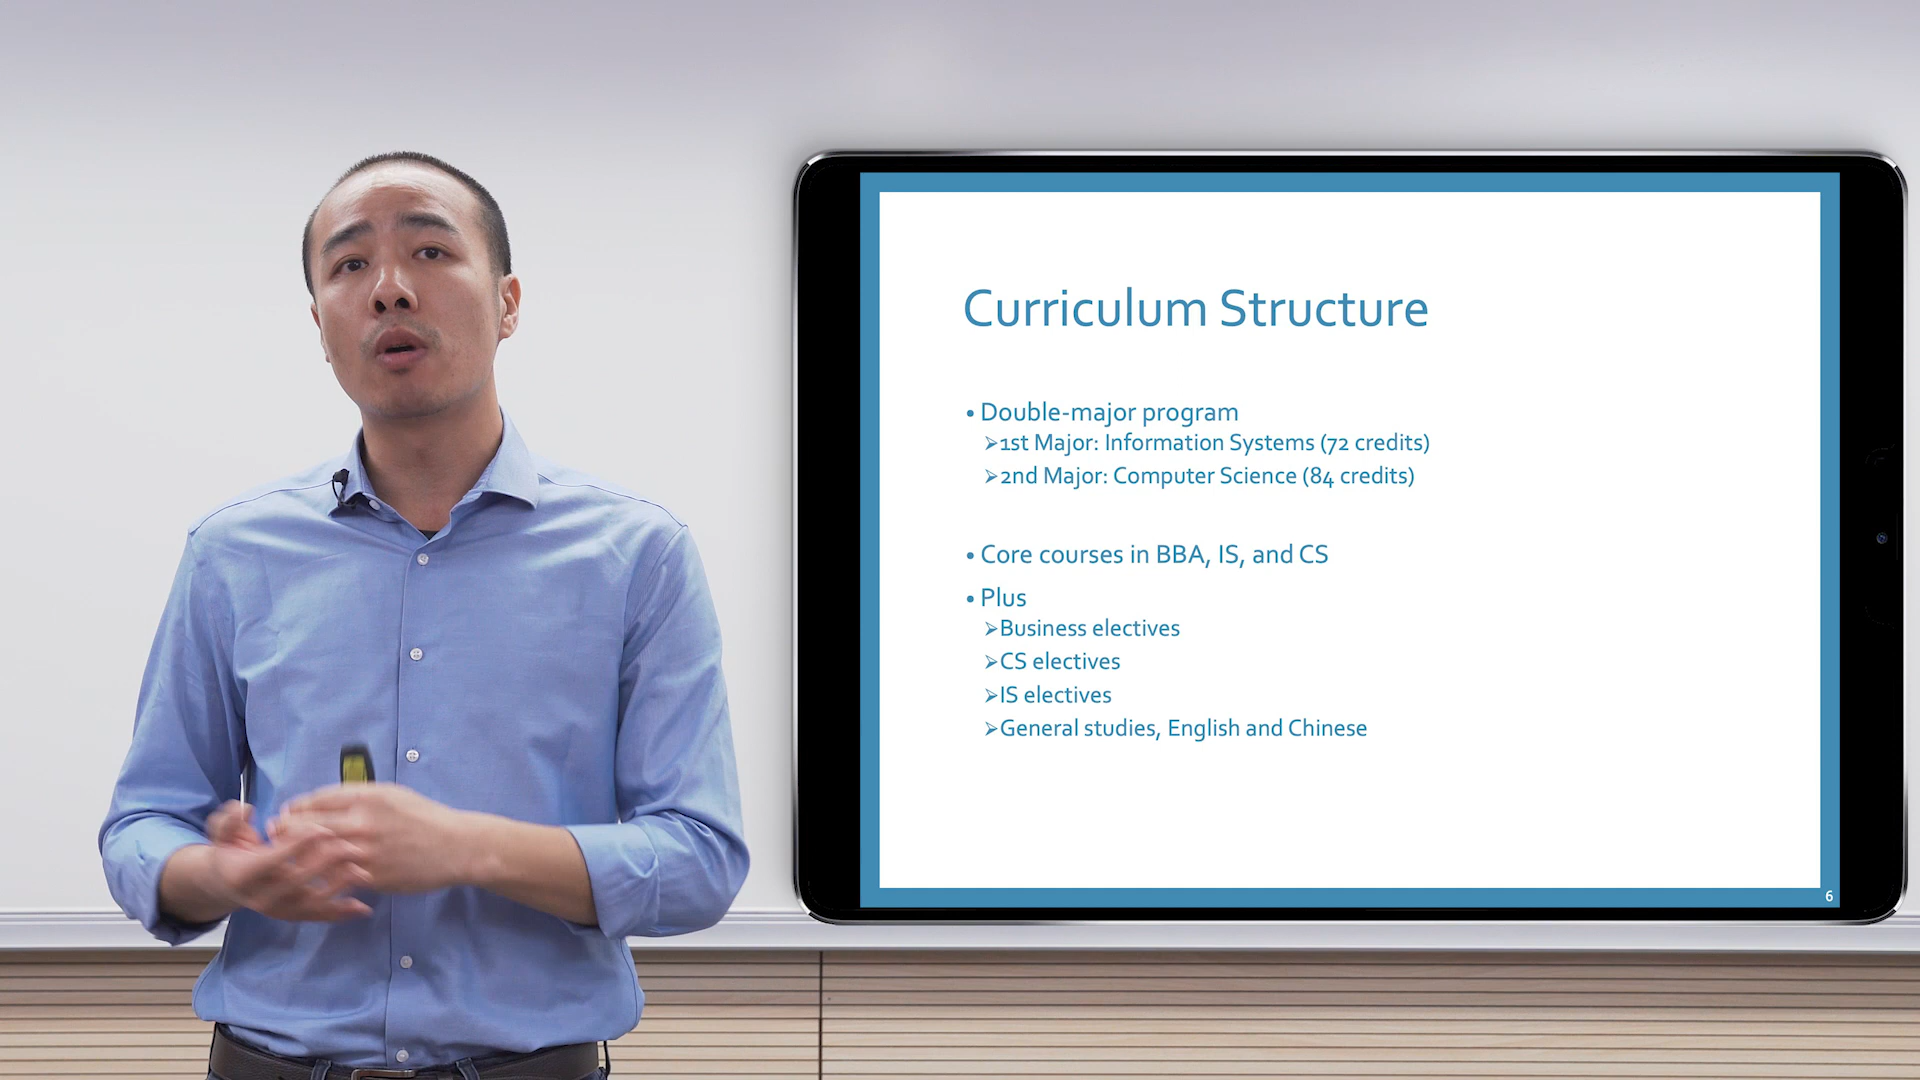 Curriculum Structure
• Double-major program
➢1st Major: Information Systems (72 credits)
➢2nd Major: Computer Science (84 credits)
• Core courses in BBA, IS, and CS
• Plus
➢Business electives
➢CS electives
➢IS electives
➢General studies, English and Chinese
6